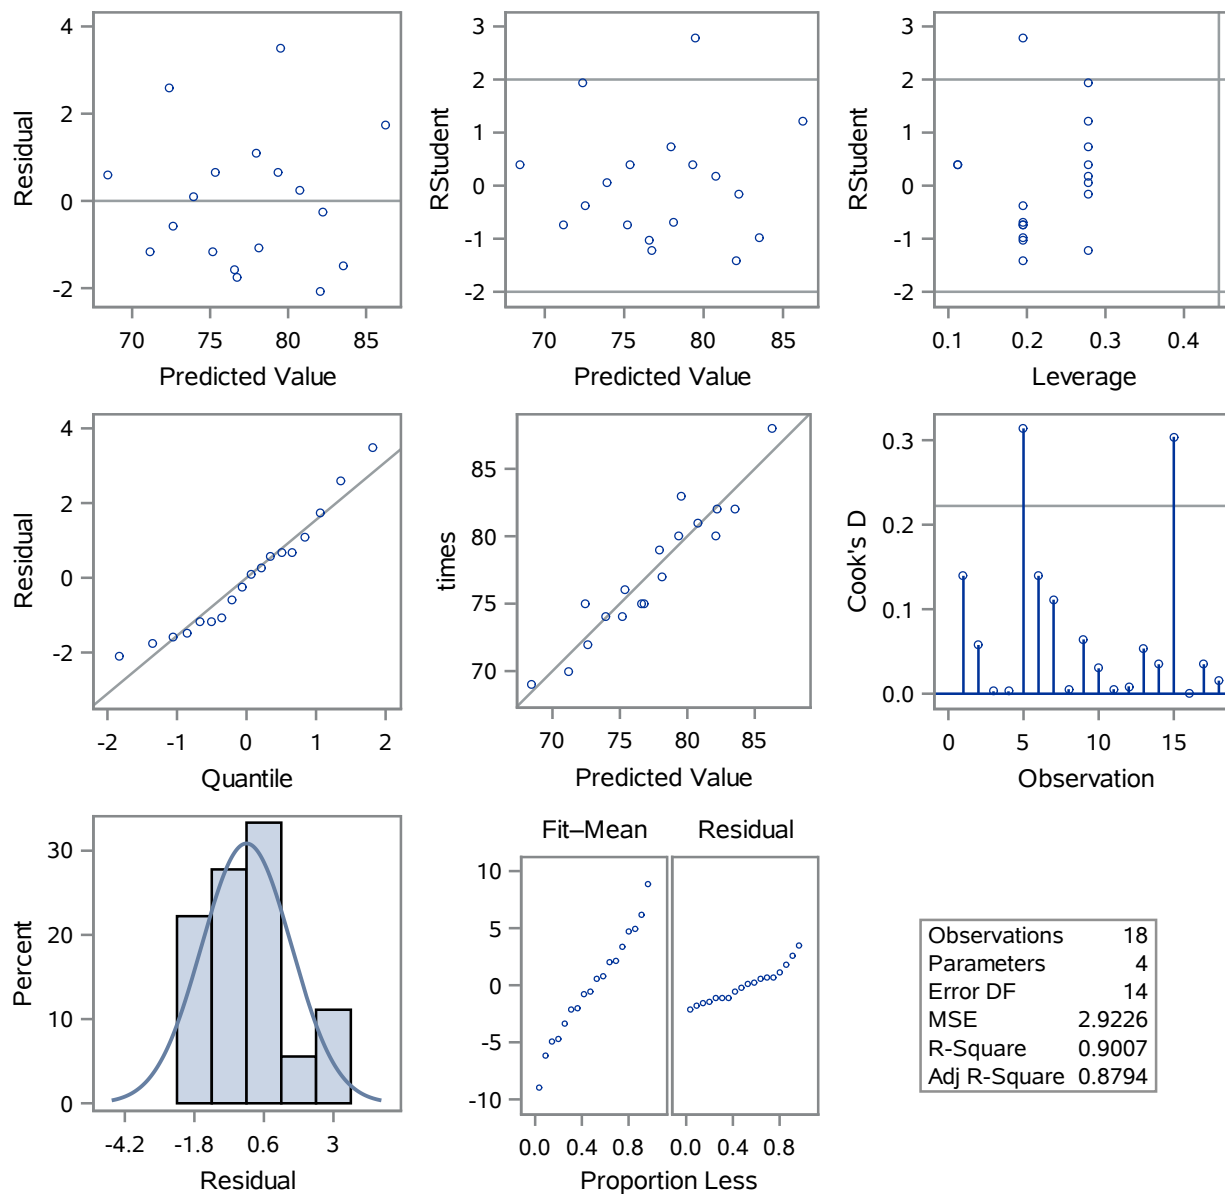 4
2
0
-2
Residual
70 75 80 85
Predicted Value
3
2
1
0
-1
-2
RStudent
70 75 80 85
Predicted Value
3
2
1
0
-1
-2
RStudent
0.1 0.2 0.3 0.4
Leverage
4
2
0
-2
Residual
-2 -1 0 1 2
Quantile
85
80
75
70
times
70 75 80 85
Predicted Value
0.3
0.2
0.1
0.0
Cook's D
0 5 10 15
Observation
30
20
10
0
Percent
-4.2 -1.8 0.6 3
Residual
Fit–Mean Residual
10
5
0
-5
-10
0.0 0.4 0.8 0.0 0.4 0.8
Proportion Less
Observations 18
Parameters 4
Error DF 14
MSE 2.9226
R-Square 0.9007
Adj R-Square 0.8794